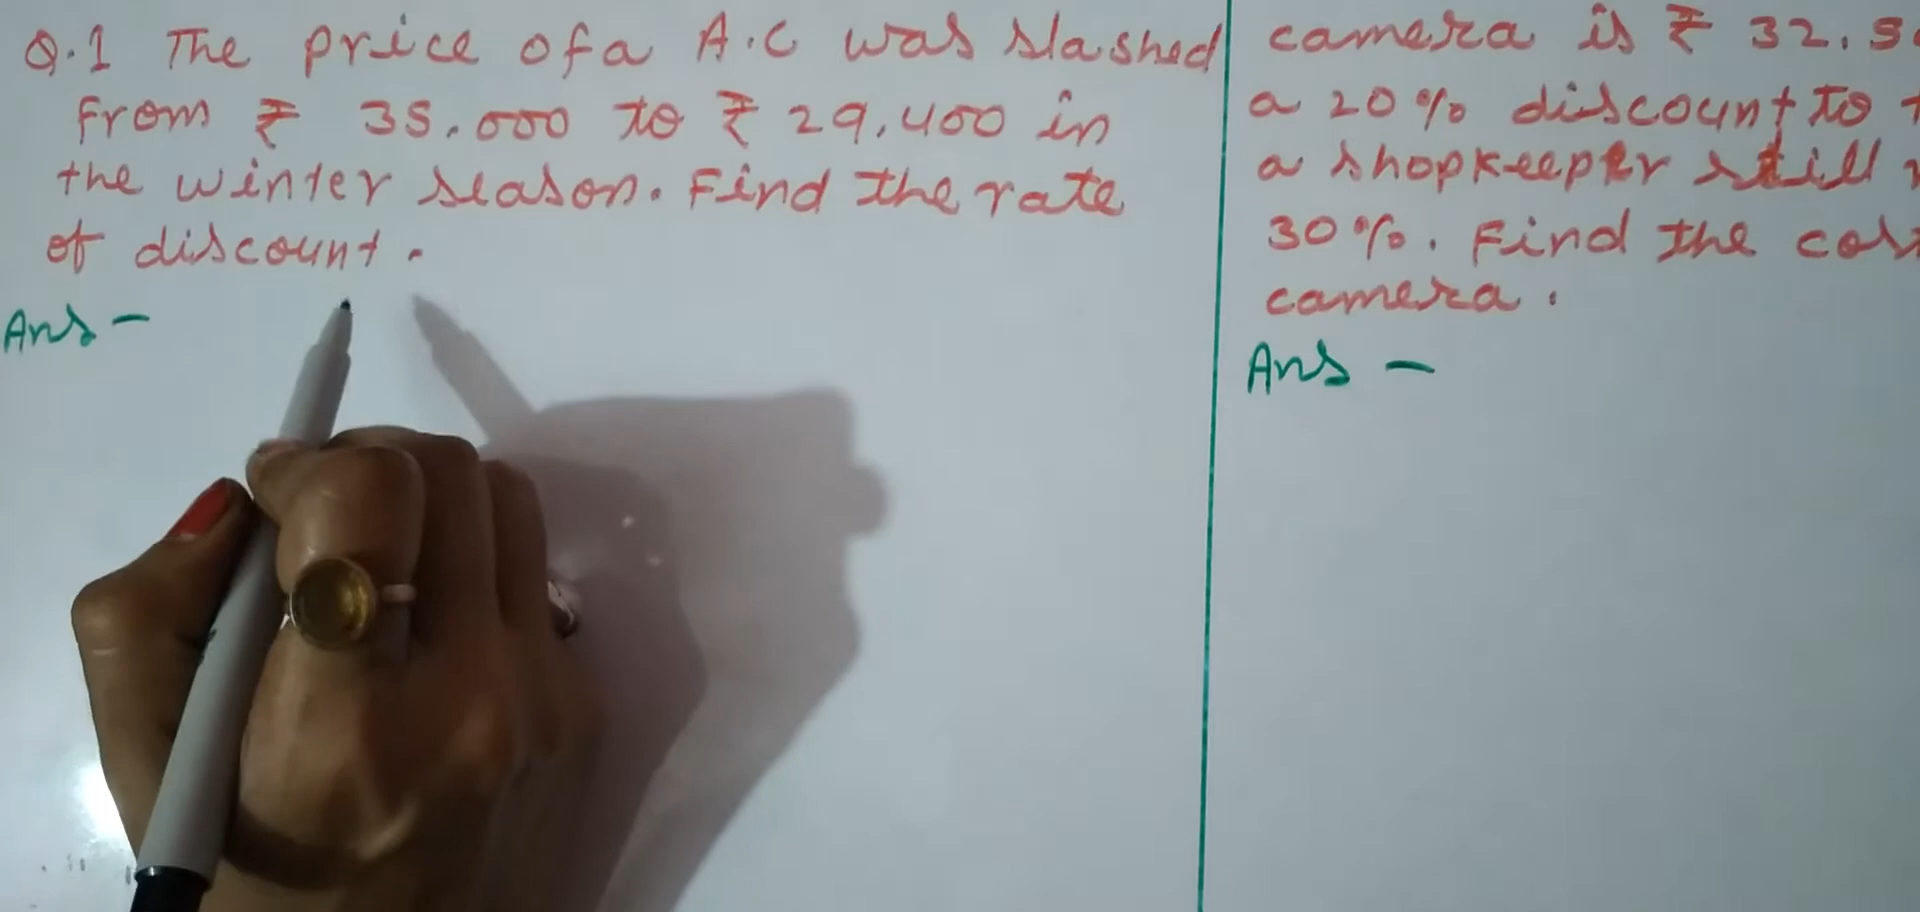 Q.1 The price of a A.C was slashed
from ₹ 35.000 to ₹ 29,400 in
the winter season. Find the rate
of discount.
Ans -
camera is ₹ 32.5
a 20% discount to
a shopkeeper still
30%. Find the
camera.
Ans -